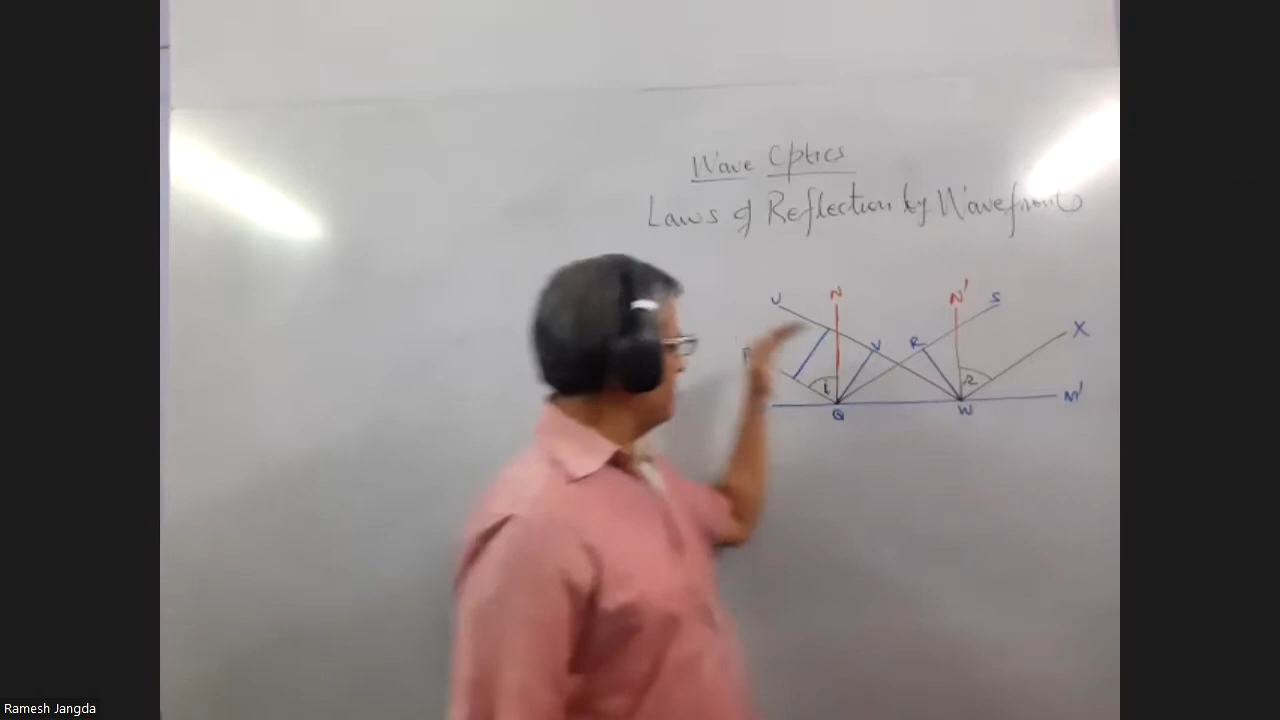 Wave Optics
Laws of Reflection by Wavefront
U N N' S
V R X
i r
M'
Q W
Ramesh Jangda